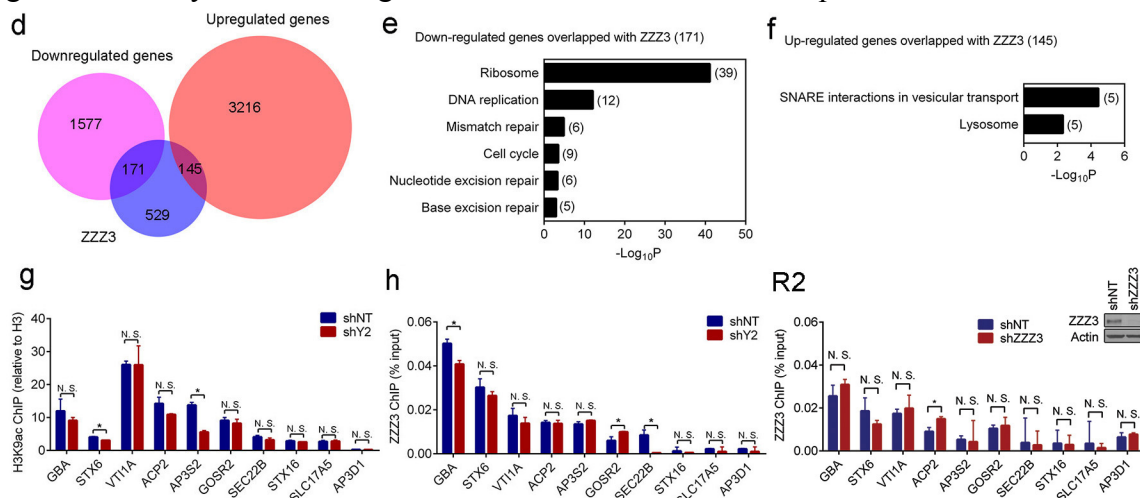 d
Upregulated genes
Downregulated genes
1577
3216
171
145
529
ZZZ3
e
Down-regulated genes overlapped with ZZZ3 (171)
Ribosome
(39)
DNA replication
(12)
Mismatch repair
(6)
Cell cycle
(9)
Nucleotide excision repair
(6)
Base excision repair
(5)
0 10 20 30 40 50
-Log10P
f
Up-regulated genes overlapped with ZZZ3 (145)
SNARE interactions in vesicular transport
(5)
Lysosome
(5)
0 2 4 6
-Log10P
g
H3K9ac ChIP (relative to H3)
40
30
20
10
0
shNT
shY2
N. S.
*
N. S.
N. S.
*
N. S.
N. S.
N. S.
N. S.
N. S.
GBA
STX6
VTI1A
ACP2
AP3S2
GOSR2
SEC22B
STX16
SLC17A5
AP3D1
h
ZZZ3 ChIP (% input)
0.06
0.04
0.02
0.00
shNT
shY2
*
N. S.
N. S.
N. S.
N. S.
*
*
N. S.
N. S.
N. S.
GBA
STX6
VTI1A
ACP2
AP3S2
GOSR2
SEC22B
STX16
SLC17A5
AP3D1
R2
ZZZ3 ChIP (% input)
0.06
0.04
0.02
0.00
shNT
shZZZ3
shNT
shZZZ3
ZZZ3
Actin
N. S.
N. S.
N. S.
*
N. S.
N. S.
N. S.
N. S.
N. S.
N. S.
GBA
STX6
VTI1A
ACP2
AP3S2
GOSR2
SEC22B
STX16
SLC17A5
AP3D1